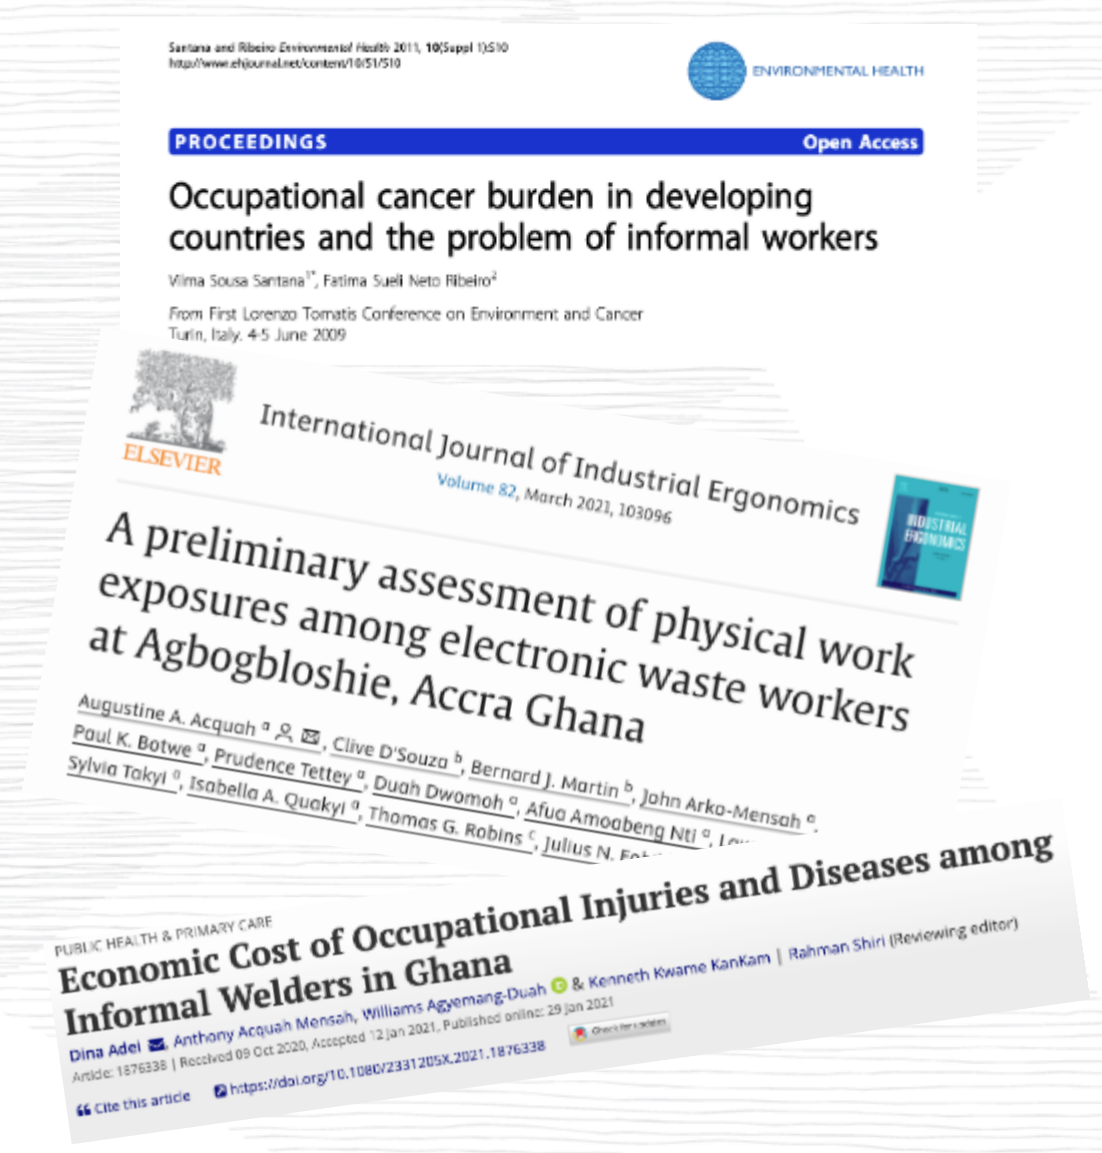 Santana and Ribeiro Environmental Health 2011, 10(Suppl 1):S10
http://www.ehjournal.net/content/10/S1/S10
ENVIRONMENTAL HEALTH
PROCEEDINGS Open Access
Occupational cancer burden in developing
countries and the problem of informal workers
Vilma Sousa Santana1*, Fatima Sueli Neto Ribeiro2
From First Lorenzo Tomatis Conference on Environment and Cancer
Turin, Italy. 4-5 June 2009
ELSEVIER
International Journal of Industrial Ergonomics
Volume 82, March 2021, 103096
INDUSTRIAL
ERGONOMICS
A preliminary assessment of physical work
exposures among electronic waste workers
at Agbogbloshie, Accra Ghana
Augustine A. Acquah a, Clive D'Souza b, Bernard J. Martin b, John Arko-Mensah a,
Paul K. Botwe a, Prudence Tettey a, Duah Dwomoh a, Afua Amoabeng Nti a,
Sylvia Takyi a, Isabella A. Quakyi a, Thomas G. Robins c, Julius N.
PUBLIC HEALTH & PRIMARY CARE
Economic Cost of Occupational Injuries and Diseases among
Informal Welders in Ghana
Dina Adei, Anthony Acquah Mensah, Williams Agyemang-Duah & Kenneth Kwame KanKam | Rahman Shiri (Reviewing editor)
Article: 1876338 | Received 09 Oct 2020, Accepted 12 Jan 2021, Published online: 29 Jan 2021
Cite this article https://doi.org/10.1080/2331205X.2021.1876338
Check for updates